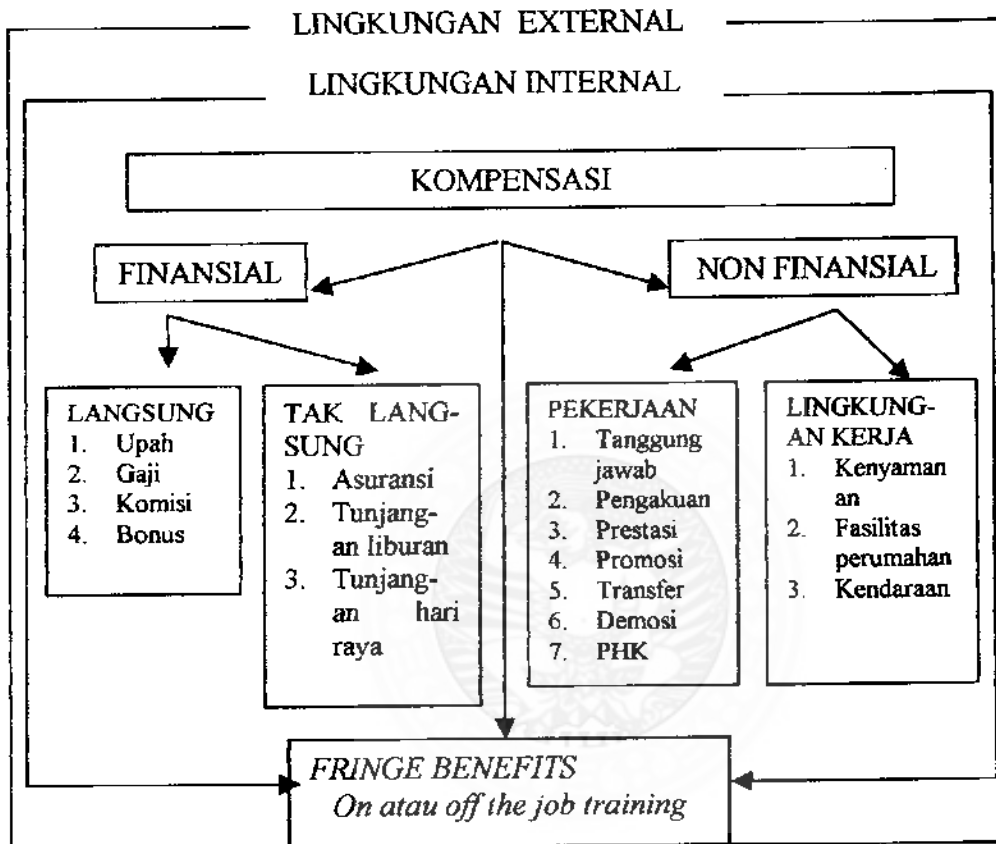 LINGKUNGAN EXTERNAL
LINGKUNGAN INTERNAL
KOMPENSASI
FINANSIAL
NON FINANSIAL
LANGSUNG
1. Upah
2. Gaji
3. Komisi
4. Bonus
TAK LANG-
SUNG
1. Asuransi
2. Tunjang-
an liburan
3. Tunjang-
an hari
raya
PEKERJAAN
1. Tanggung
jawab
2. Pengakuan
3. Prestasi
4. Promosi
5. Transfer
6. Demosi
7. PHK
LINGKUNG-
AN KERJA
1. Kenyaman
an
2. Fasilitas
perumahan
3. Kendaraan
FRINGE BENEFITS
On atau off the job training